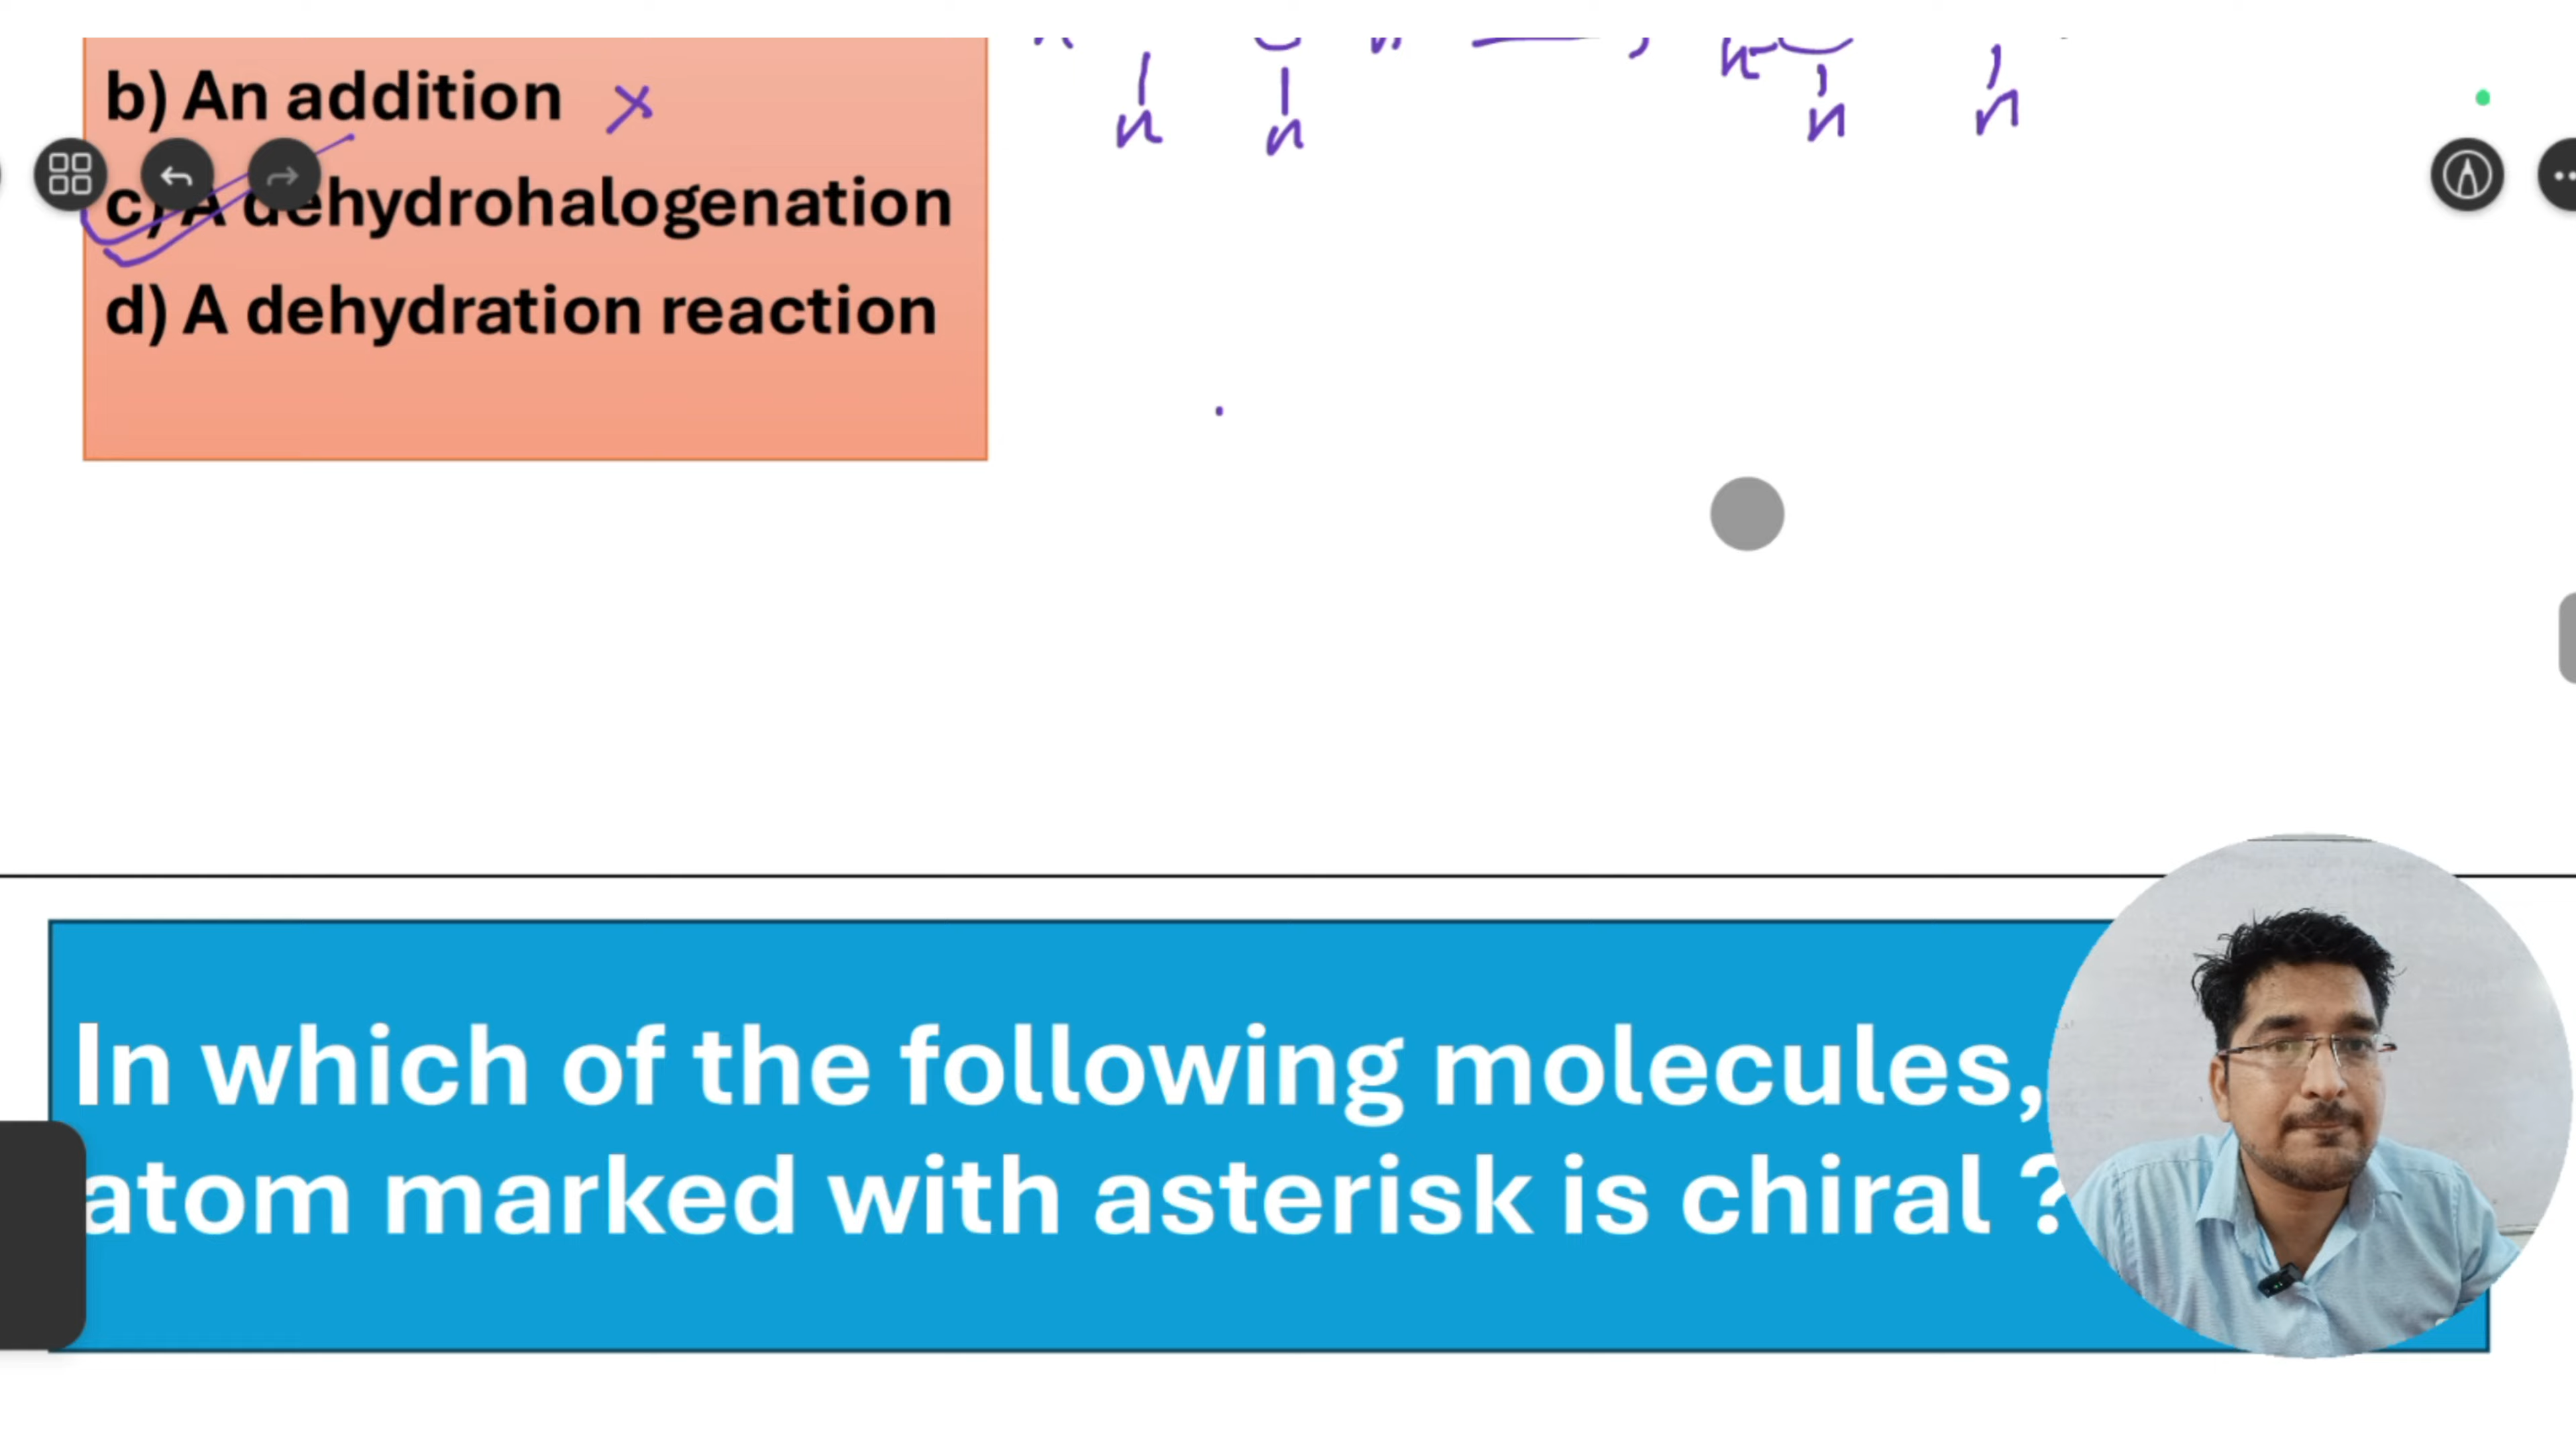 b) An addition ×
c) A dehydrohalogenation
d) A dehydration reaction
In which of the following molecules,
atom marked with asterisk is chiral ?